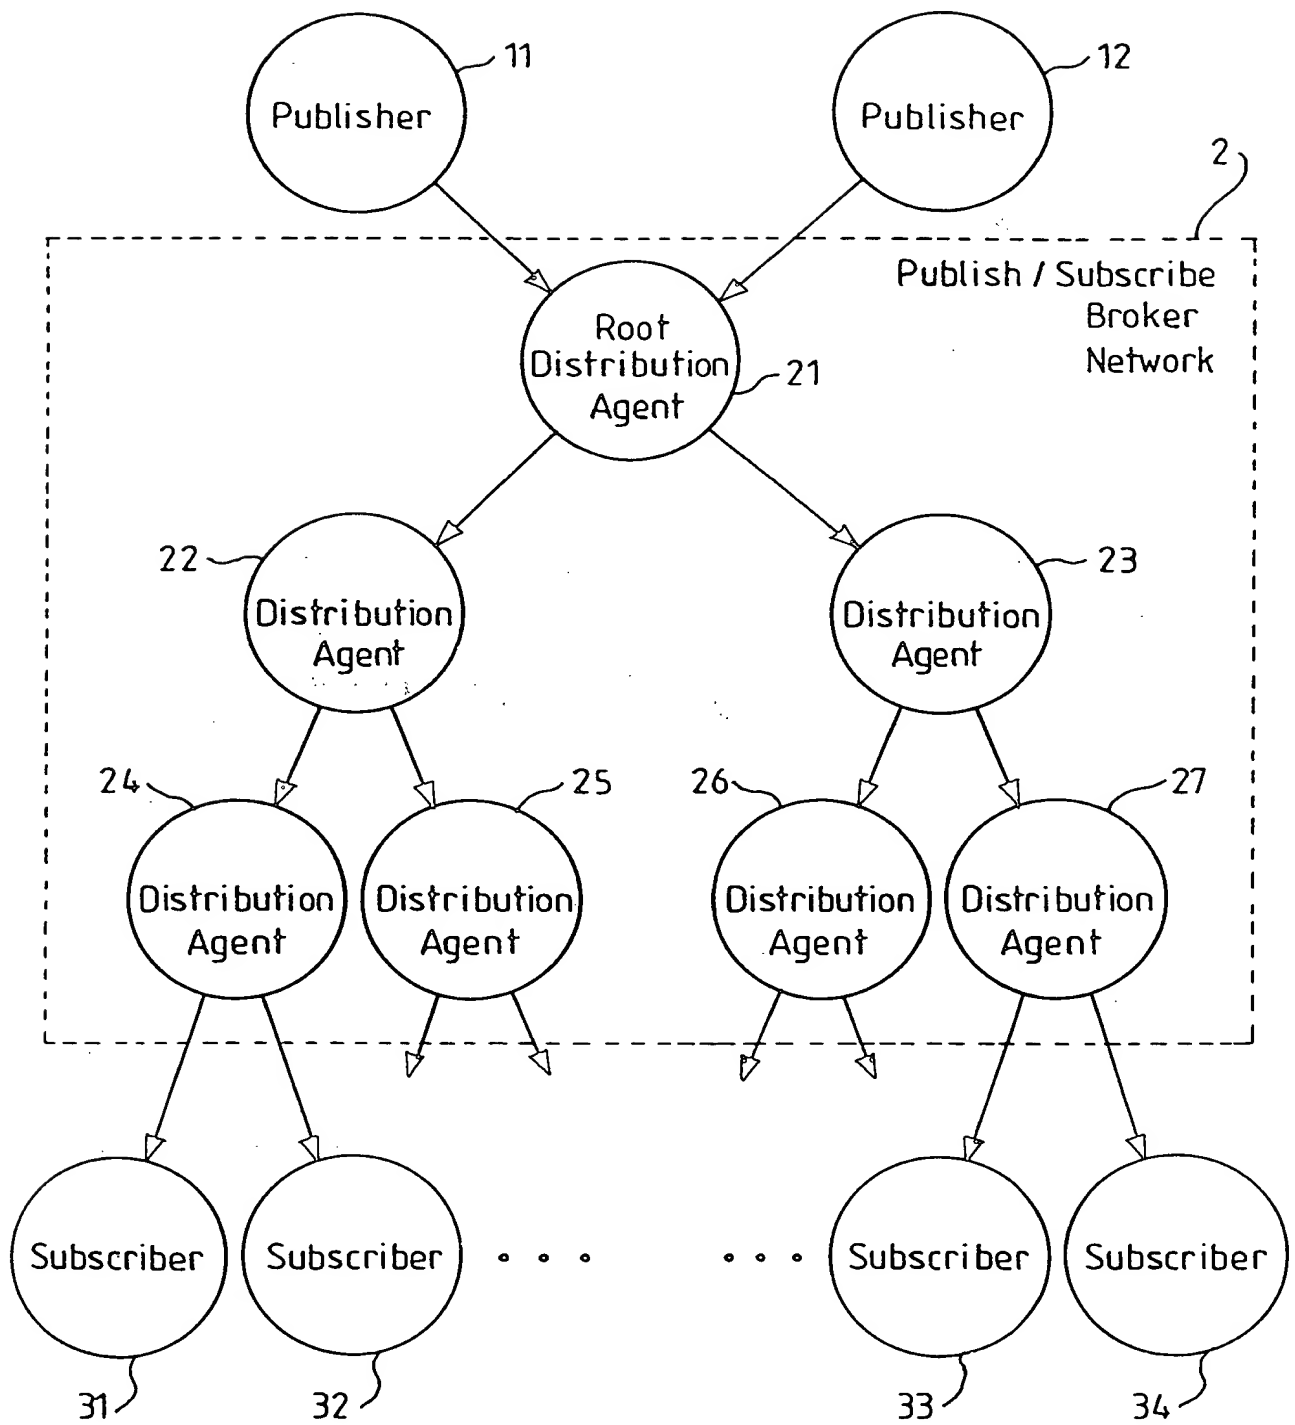 11
12
Publisher
Publisher
2
Publish / Subscribe
Broker
Network
Root
Distribution
Agent
21
22
23
Distribution
Agent
Distribution
Agent
24
25
26
27
Distribution
Agent
Distribution
Agent
Distribution
Agent
Distribution
Agent
Subscriber
Subscriber
Subscriber
Subscriber
31
32
33
34